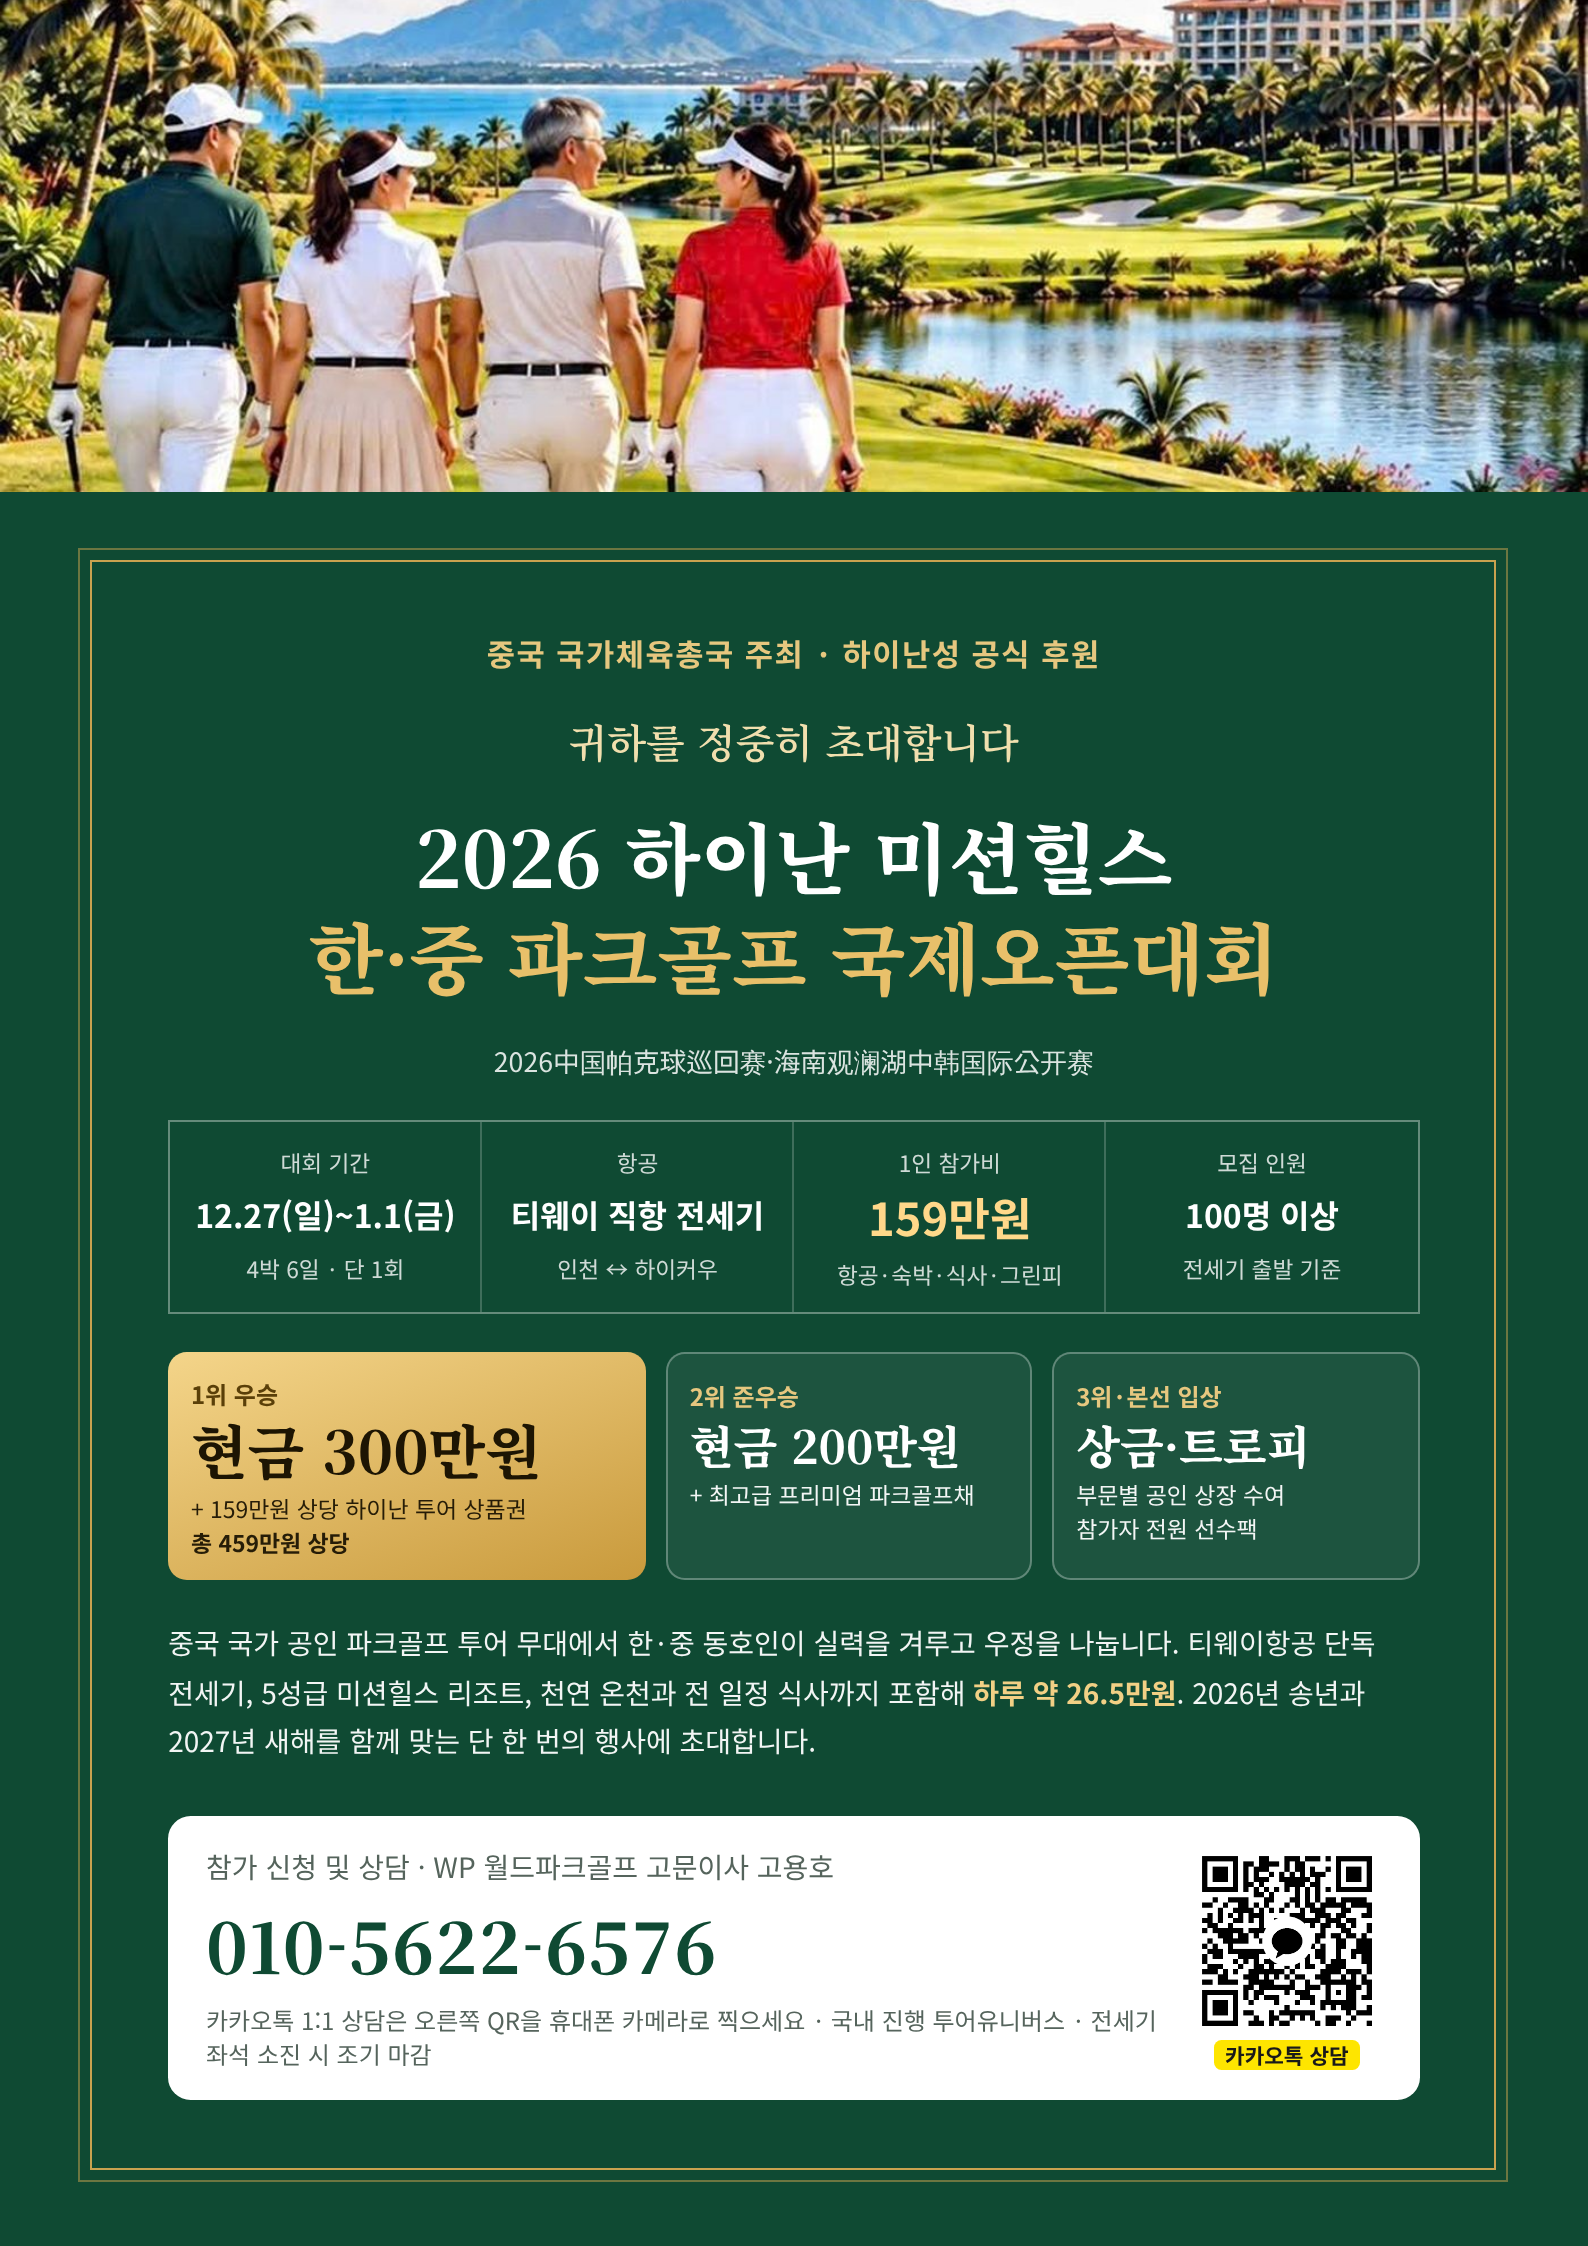 중국 국가체육총국 주최 · 하이난성 공식 후원
귀하를 정중히 초대합니다
2026 하이난 미션힐스
한·중 파크골프 국제오픈대회
2026中国帕克球巡回赛·海南观澜湖中韩国际公开赛
대회 기간
12.27(일)~1.1(금)
4박 6일 · 단 1회
항공
티웨이 직항 전세기
인천 ↔ 하이커우
1인 참가비
159만원
항공·숙박·식사·그린피
모집 인원
100명 이상
전세기 출발 기준
1위 우승
현금 300만원
+ 159만원 상당 하이난 투어 상품권
총 459만원 상당
2위 준우승
현금 200만원
+ 최고급 프리미엄 파크골프채
3위·본선 입상
상금·트로피
부문별 공인 상장 수여
참가자 전원 선수팩
중국 국가 공인 파크골프 투어 무대에서 한·중 동호인이 실력을 겨루고 우정을 나눕니다. 티웨이항공 단독
전세기, 5성급 미션힐스 리조트, 천연 온천과 전 일정 식사까지 포함해 하루 약 26.5만원. 2026년 송년과
2027년 새해를 함께 맞는 단 한 번의 행사에 초대합니다.
참가 신청 및 상담 · WP 월드파크골프 고문이사 고용호
010-5622-6576
카카오톡 1:1 상담은 오른쪽 QR을 휴대폰 카메라로 찍으세요 · 국내 진행 투어유니버스 · 전세기
좌석 소진 시 조기 마감
카카오톡 상담